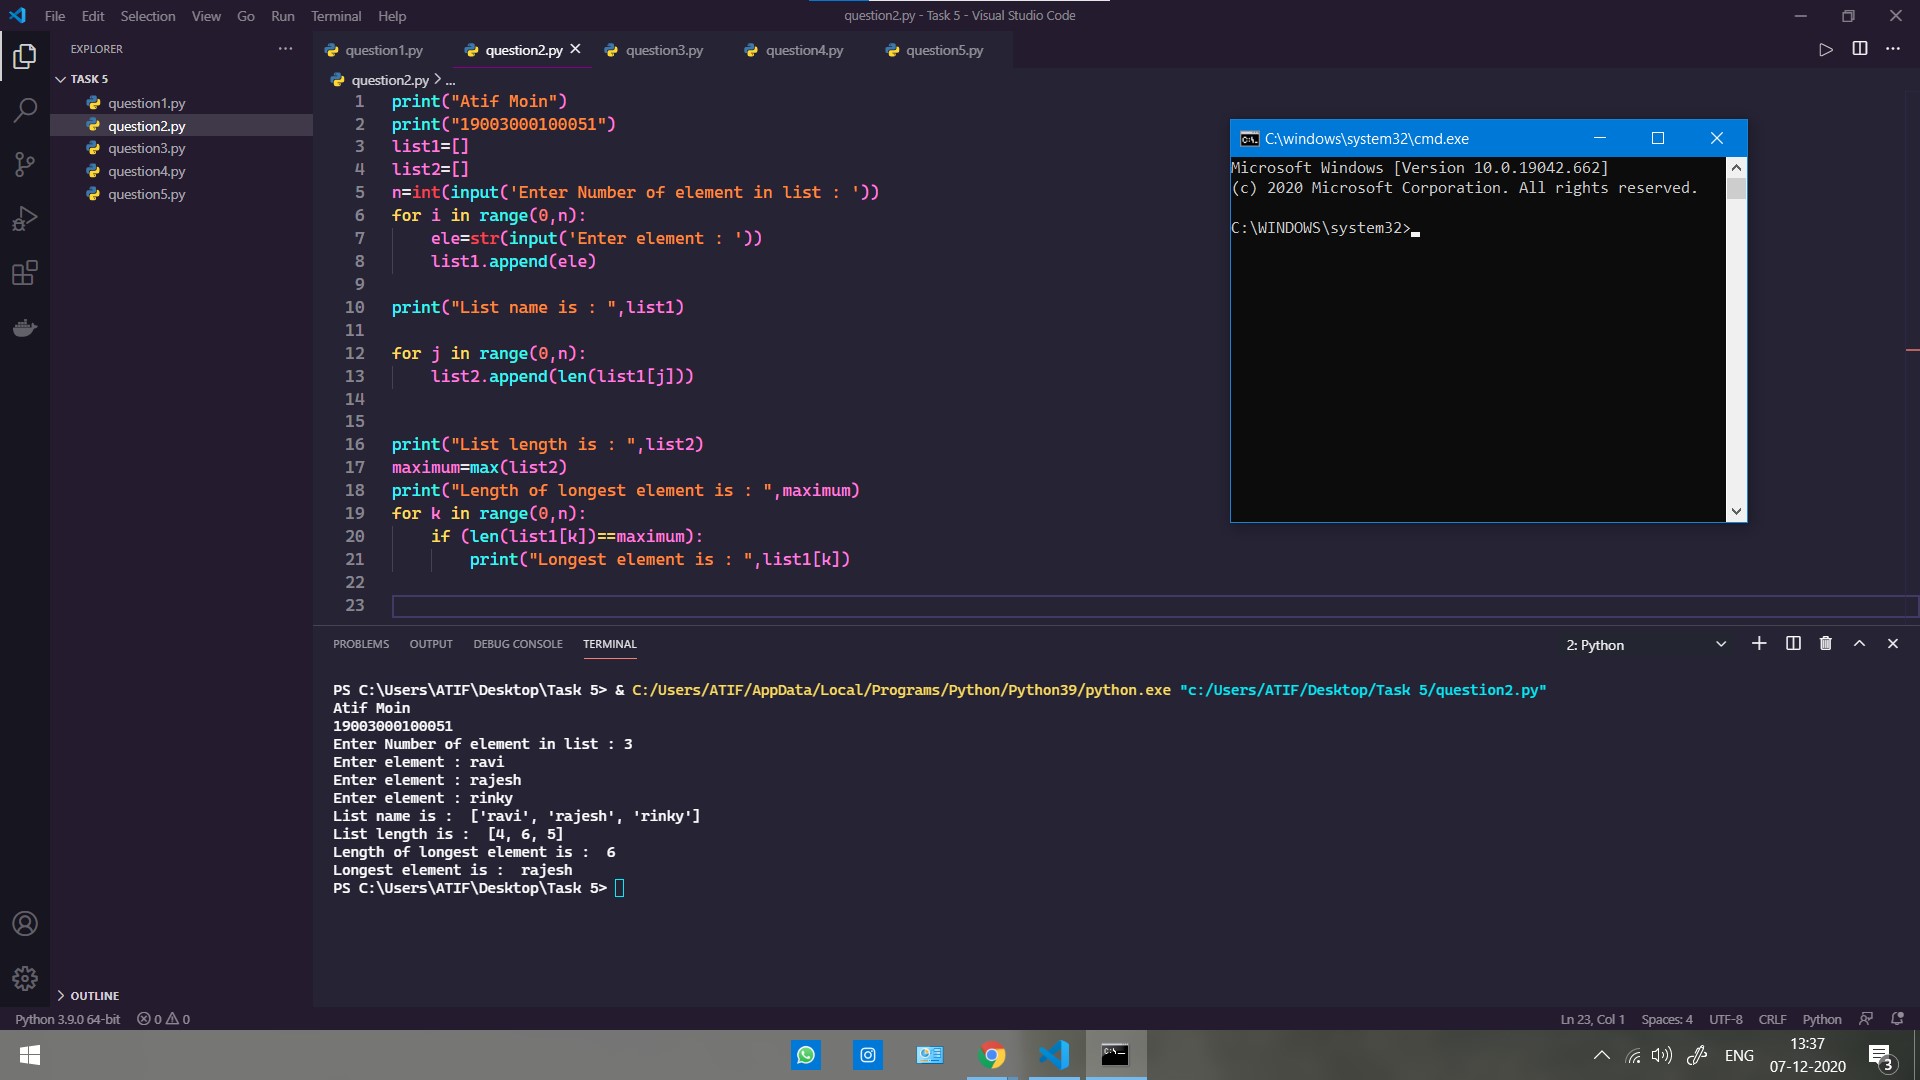 File Edit Selection View Go Run Terminal Help
question2.py - Task 5 - Visual Studio Code
EXPLORER
TASK 5
question1.py
question2.py
question3.py
question4.py
question5.py
OUTLINE
question1.py question2.py question3.py question4.py question5.py
question2.py > ...
1 print("Atif Moin")
2 print("19003000100051")
3 list1=[]
4 list2=[]
5 n=int(input('Enter Number of element in list : '))
6 for i in range(0,n):
7     ele=str(input('Enter element : '))
8     list1.append(ele)
9
10 print("List name is : ",list1)
11
12 for j in range(0,n):
13     list2.append(len(list1[j]))
14
15
16 print("List length is : ",list2)
17 maximum=max(list2)
18 print("Length of longest element is : ",maximum)
19 for k in range(0,n):
20     if (len(list1[k])==maximum):
21         print("Longest element is : ",list1[k])
22
23
C:\windows\system32\cmd.exe
Microsoft Windows [Version 10.0.19042.662]
(c) 2020 Microsoft Corporation. All rights reserved.
C:\WINDOWS\system32>
PROBLEMS OUTPUT DEBUG CONSOLE TERMINAL
2: Python
PS C:\Users\ATIF\Desktop\Task 5> & C:/Users/ATIF/AppData/Local/Programs/Python/Python39/python.exe "c:/Users/ATIF/Desktop/Task 5/question2.py"
Atif Moin
19003000100051
Enter Number of element in list : 3
Enter element : ravi
Enter element : rajesh
Enter element : rinky
List name is :  ['ravi', 'rajesh', 'rinky']
List length is :  [4, 6, 5]
Length of longest element is :  6
Longest element is :  rajesh
PS C:\Users\ATIF\Desktop\Task 5>
Python 3.9.0 64-bit 0 0
Ln 23, Col 1 Spaces: 4 UTF-8 CRLF Python
ENG
13:37
07-12-2020
3